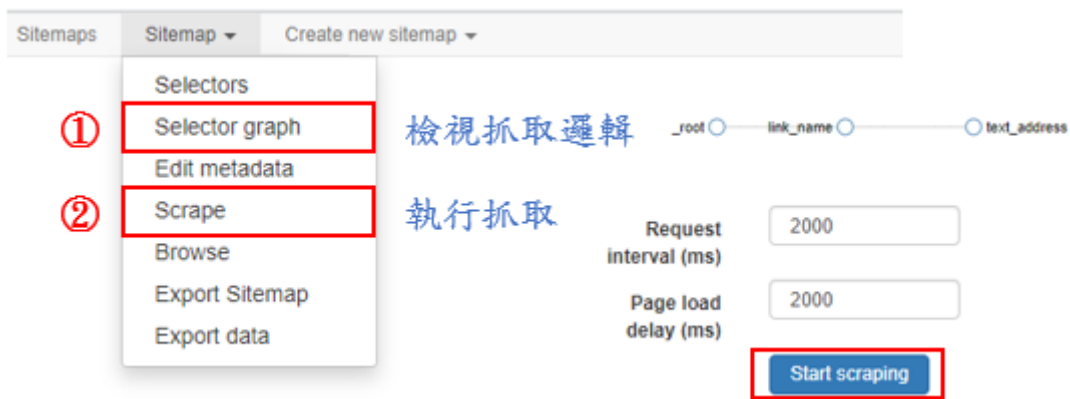 Sitemaps Sitemap Create new sitemap
Selectors
① Selector graph 檢視抓取邏輯 _root link_name text_address
Edit metadata
② Scrape 執行抓取
Request interval (ms) 2000
Browse
Export Sitemap
Page load delay (ms) 2000
Export data
Start scraping